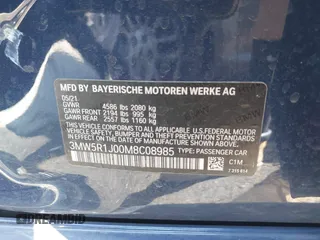 MFD BY BAYERISCHE MOTOREN WERKE AG
05/21
GVWR 4586 lbs 2080 kg
GAWR FRONT 2194 lbs 995 kg
GAWR REAR 2557 lbs 1160 kg
THIS VEHICLE CONFORMS TO ALL APPLICABLE
FEDERAL MOTOR VEHICLE SAFETY, BUMPER,
AND THEFT PREVENTION STANDARDS IN EFFECT
ON THE DATE OF MANUFACTURE SHOWN ABOVE.
3MW5R1J00M8C08985 C1M
TYPE: PASSENGER CAR
DREAMBID